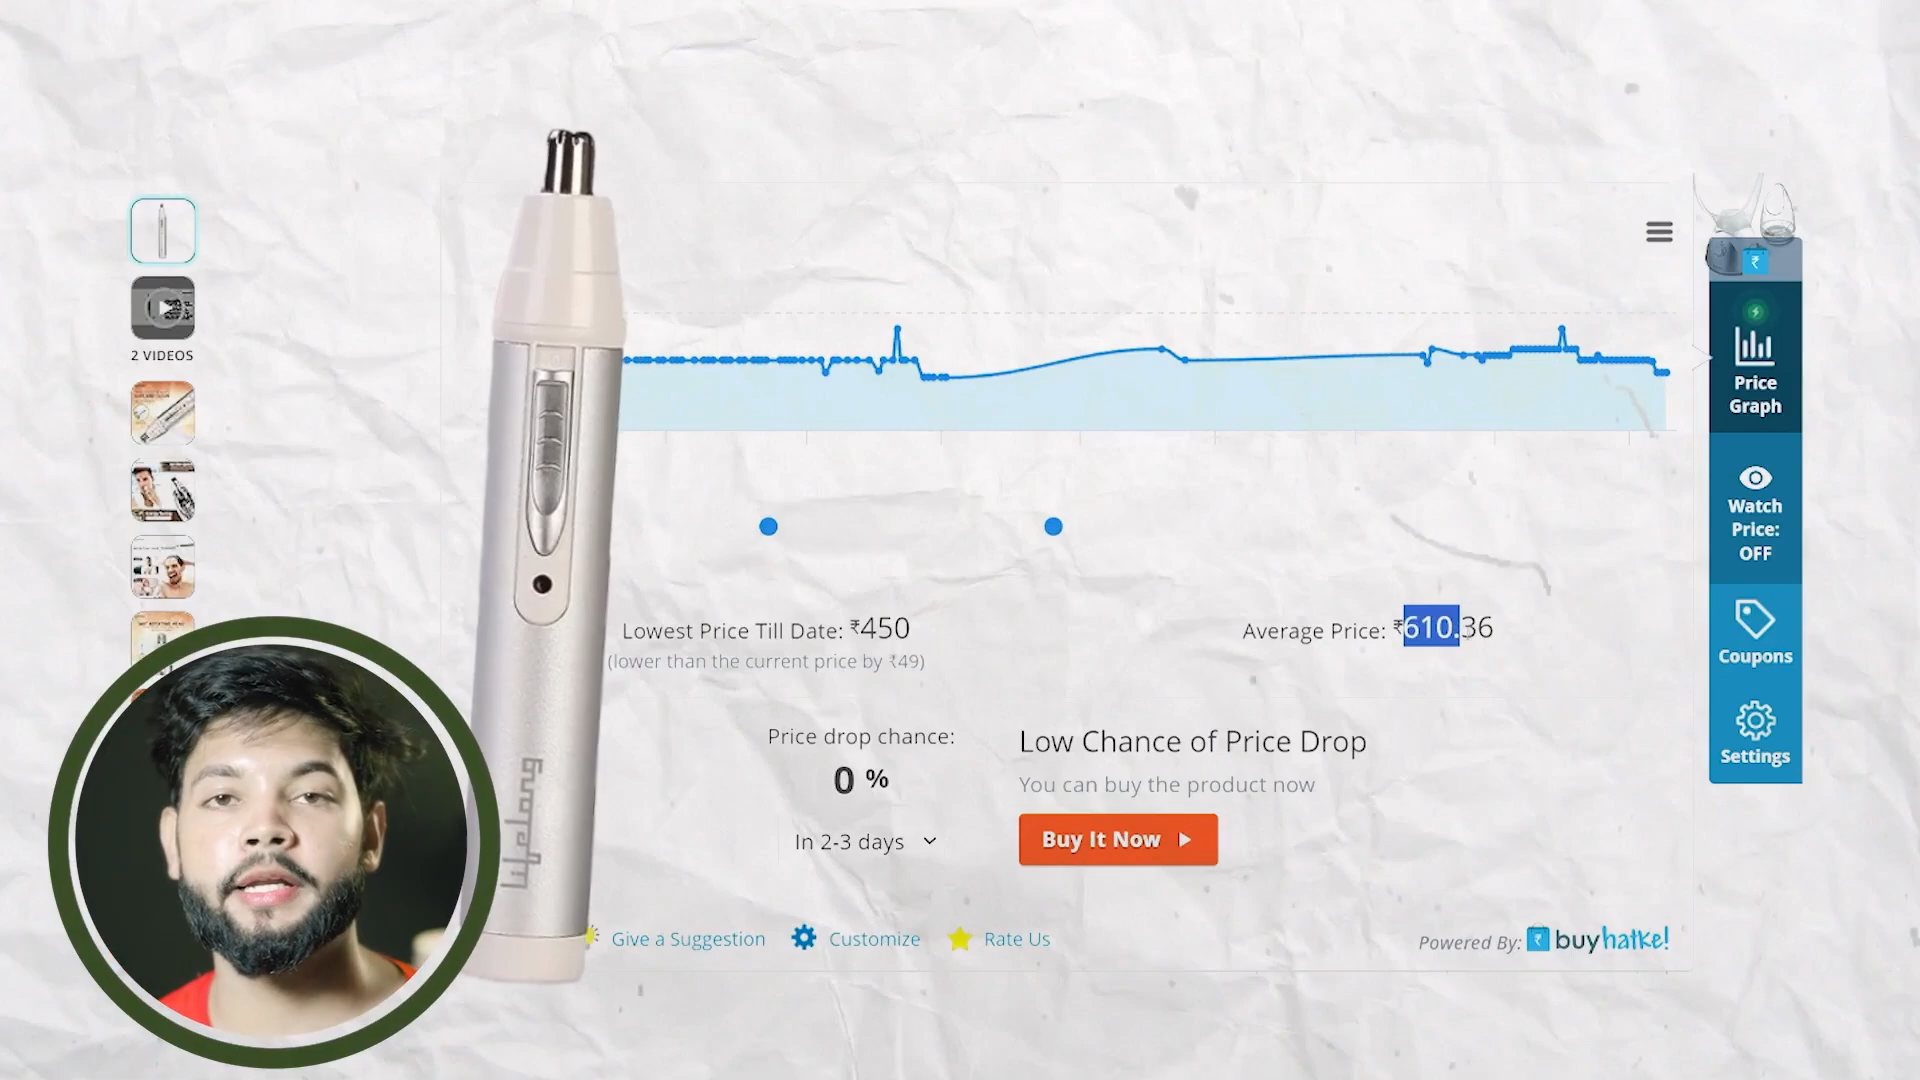 2 VIDEOS
Price
Graph
Watch
Price:
OFF
Coupons
Settings
Lowest Price Till Date: ₹450
(lower than the current price by ₹49)
Average Price: ₹610.36
Price drop chance:
0 %
In 2-3 days
Low Chance of Price Drop
You can buy the product now
Buy It Now
lifelong
Give a Suggestion
Customize
Rate Us
Powered By: ₹ buyhatke!